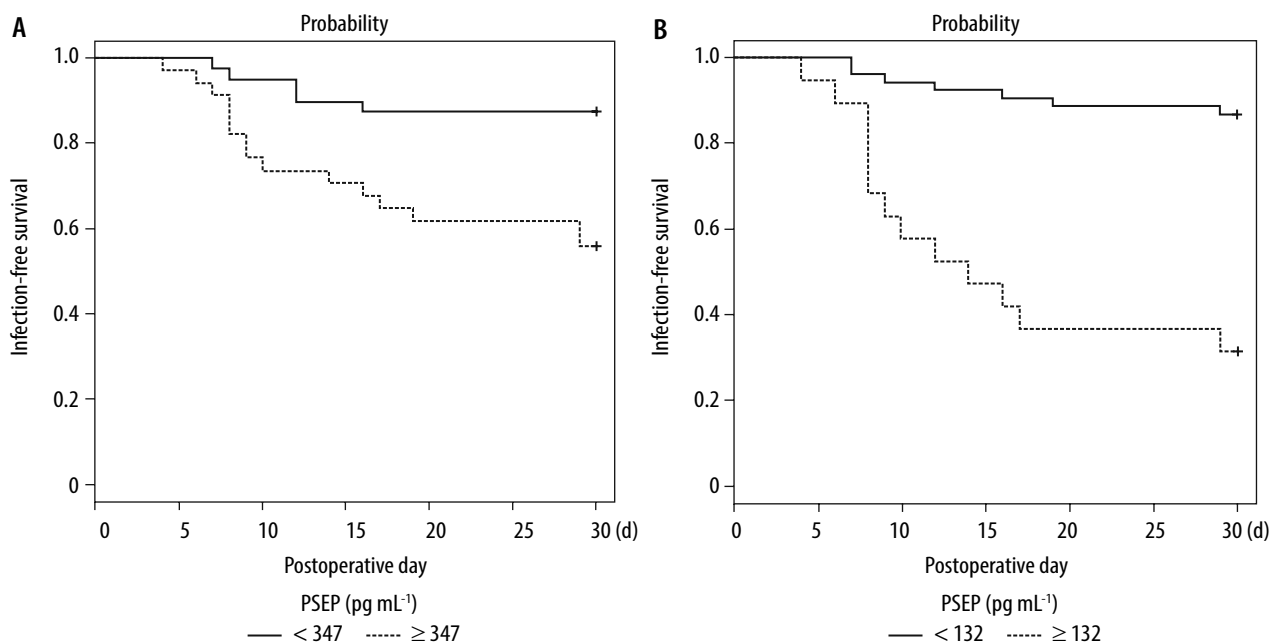 A
Probability
1.0
0.8
0.6
0.4
0.2
0
Infection-free survival
0 5 10 15 20 25 30 (d)
Postoperative day
PSEP (pg mL⁻¹)
< 347 ≥ 347
B
Probability
1.0
0.8
0.6
0.4
0.2
0
Infection-free survival
0 5 10 15 20 25 30 (d)
Postoperative day
PSEP (pg mL⁻¹)
< 132 ≥ 132